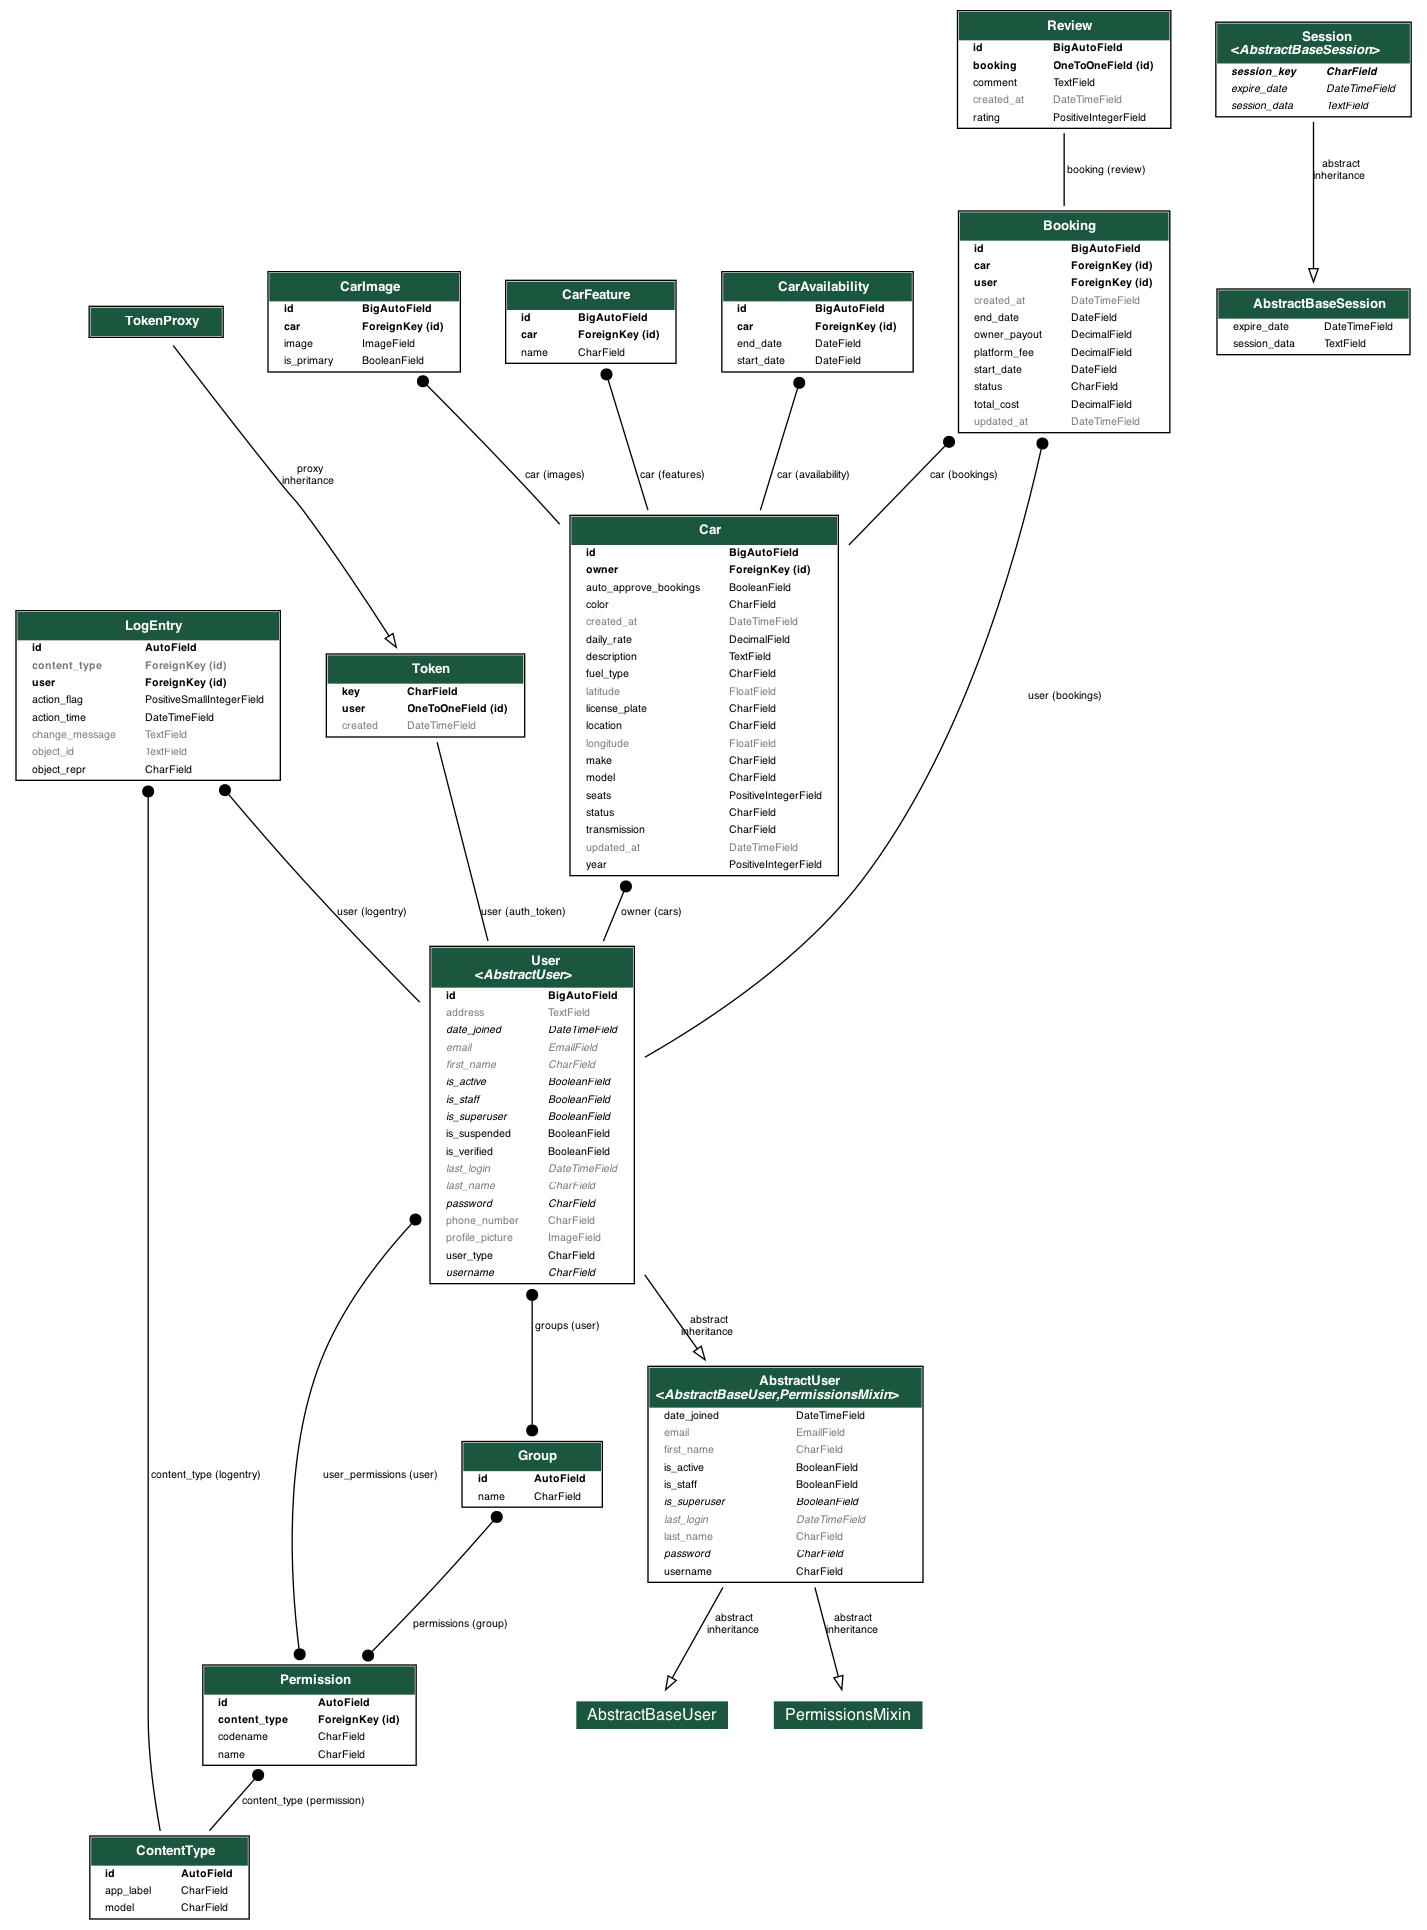 Review
id BigAutoField
booking OneToOneField (id)
comment TextField
created_at DateTimeField
rating PositiveIntegerField
Session
<AbstractBaseSession>
session_key CharField
expire_date DateTimeField
session_data TextField
booking (review)
abstract
inheritance
Booking
id BigAutoField
car ForeignKey (id)
user ForeignKey (id)
created_at DateTimeField
end_date DateField
owner_payout DecimalField
platform_fee DecimalField
start_date DateField
status CharField
total_cost DecimalField
updated_at DateTimeField
AbstractBaseSession
expire_date DateTimeField
session_data TextField
TokenProxy
CarImage
id BigAutoField
car ForeignKey (id)
image ImageField
is_primary BooleanField
CarFeature
id BigAutoField
car ForeignKey (id)
name CharField
CarAvailability
id BigAutoField
car ForeignKey (id)
end_date DateField
start_date DateField
proxy
inheritance
car (images)
car (features)
car (availability)
car (bookings)
Car
id BigAutoField
owner ForeignKey (id)
auto_approve_bookings BooleanField
color CharField
created_at DateTimeField
daily_rate DecimalField
description TextField
fuel_type CharField
latitude FloatField
license_plate CharField
location CharField
longitude FloatField
make CharField
model CharField
seats PositiveIntegerField
status CharField
transmission CharField
updated_at DateTimeField
year PositiveIntegerField
LogEntry
id AutoField
content_type ForeignKey (id)
user ForeignKey (id)
action_flag PositiveSmallIntegerField
action_time DateTimeField
change_message TextField
object_id TextField
object_repr CharField
Token
key CharField
user OneToOneField (id)
created DateTimeField
user (bookings)
user (logentry)
user (auth_token)
owner (cars)
User
<AbstractUser>
id BigAutoField
address TextField
date_joined DateTimeField
email EmailField
first_name CharField
is_active BooleanField
is_staff BooleanField
is_superuser BooleanField
is_suspended BooleanField
is_verified BooleanField
last_login DateTimeField
last_name CharField
password CharField
phone_number CharField
profile_picture ImageField
user_type CharField
username CharField
groups (user)
abstract
inheritance
AbstractUser
<AbstractBaseUser,PermissionsMixin>
date_joined DateTimeField
email EmailField
first_name CharField
is_active BooleanField
is_staff BooleanField
is_superuser BooleanField
last_login DateTimeField
last_name CharField
password CharField
username CharField
Group
id AutoField
name CharField
content_type (logentry)
user_permissions (user)
permissions (group)
abstract
inheritance
abstract
inheritance
Permission
id AutoField
content_type ForeignKey (id)
codename CharField
name CharField
AbstractBaseUser
PermissionsMixin
content_type (permission)
ContentType
id AutoField
app_label CharField
model CharField